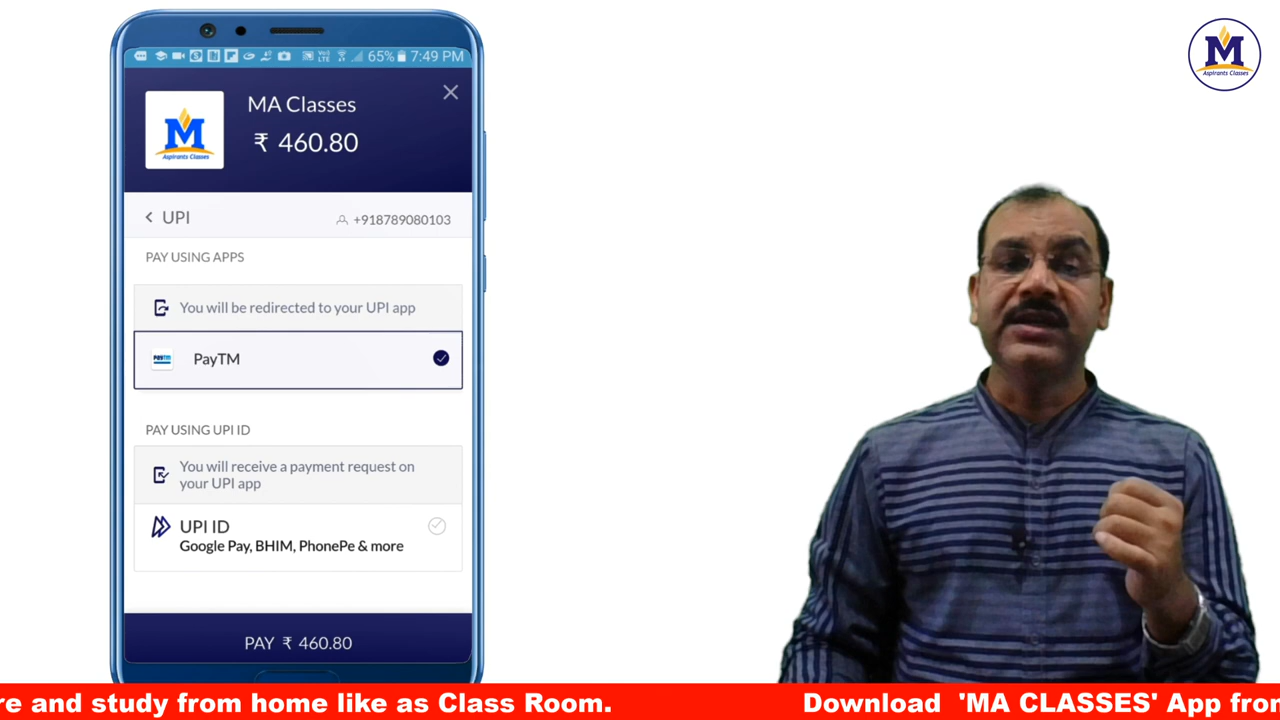 65% 7:49 PM
M
Aspirants Classes
MA Classes
₹ 460.80
M
Aspirants Classes
UPI
+918789080103
PAY USING APPS
You will be redirected to your UPI app
PayTM
PayTM
PAY USING UPI ID
You will receive a payment request on
your UPI app
UPI ID
Google Pay, BHIM, PhonePe & more
PAY ₹ 460.80
re and study from home like as Class Room. Download 'MA CLASSES' App fron